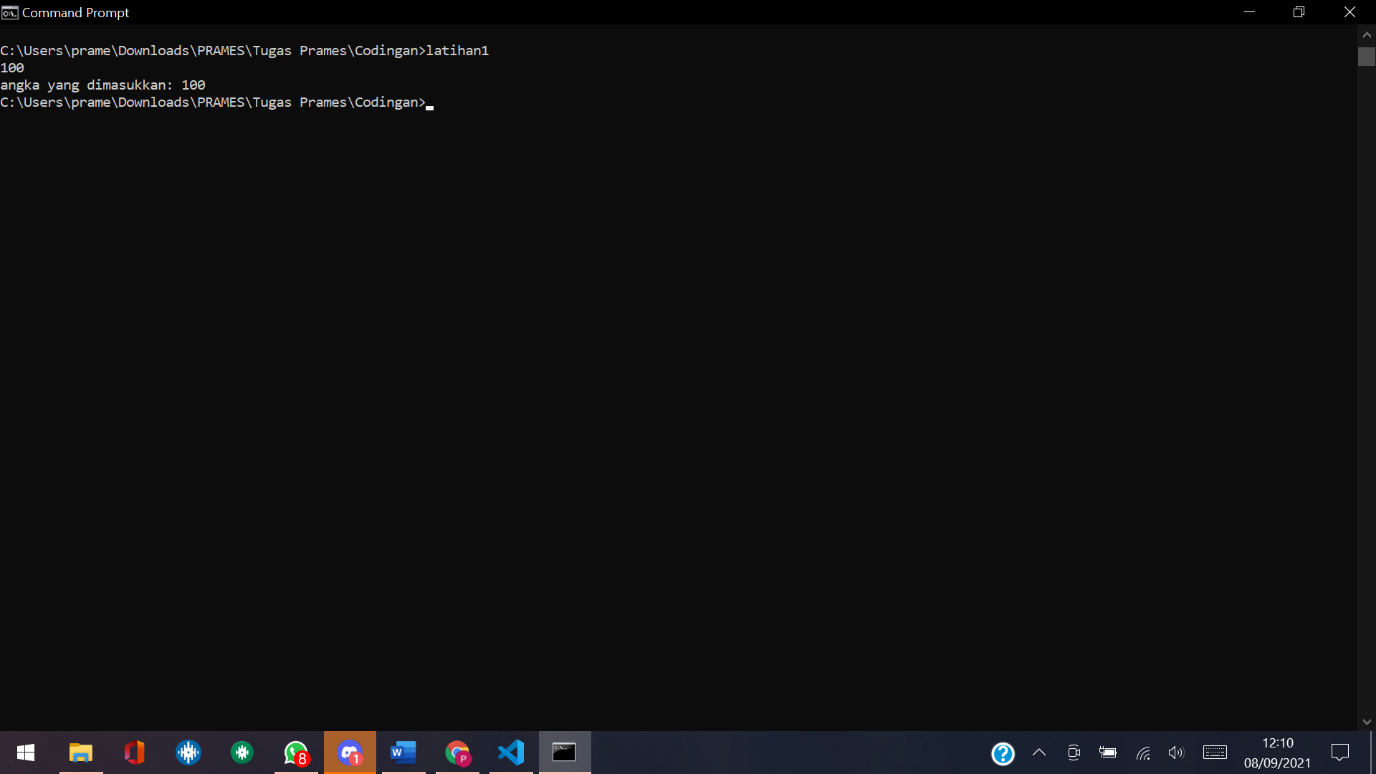 Command Prompt
C:\Users\prame\Downloads\PRAMES\Tugas Prames\Codingan>latihan1
100
angka yang dimasukkan: 100
C:\Users\prame\Downloads\PRAMES\Tugas Prames\Codingan>
8
1
W
P
12:10
08/09/2021